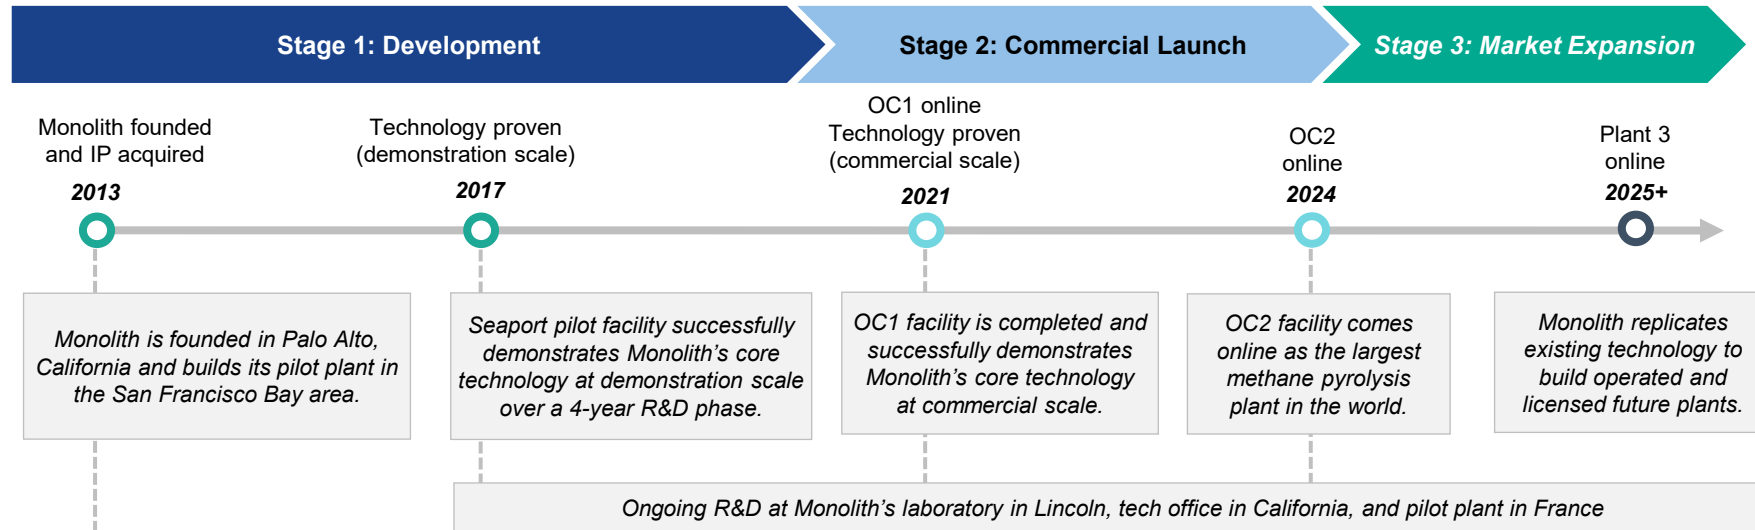 Stage 1: Development
Stage 2: Commercial Launch
Stage 3: Market Expansion
Monolith founded
and IP acquired
2013
Technology proven
(demonstration scale)
2017
OC1 online
Technology proven
(commercial scale)
2021
OC2
online
2024
Plant 3
online
2025+
Monolith is founded in Palo Alto,
California and builds its pilot plant in
the San Francisco Bay area.
Seaport pilot facility successfully
demonstrates Monolith’s core
technology at demonstration scale
over a 4-year R&D phase.
OC1 facility is completed and
successfully demonstrates
Monolith’s core technology
at commercial scale.
OC2 facility comes
online as the largest
methane pyrolysis
plant in the world.
Monolith replicates
existing technology to
build operated and
licensed future plants.
Ongoing R&D at Monolith’s laboratory in Lincoln, tech office in California, and pilot plant in France